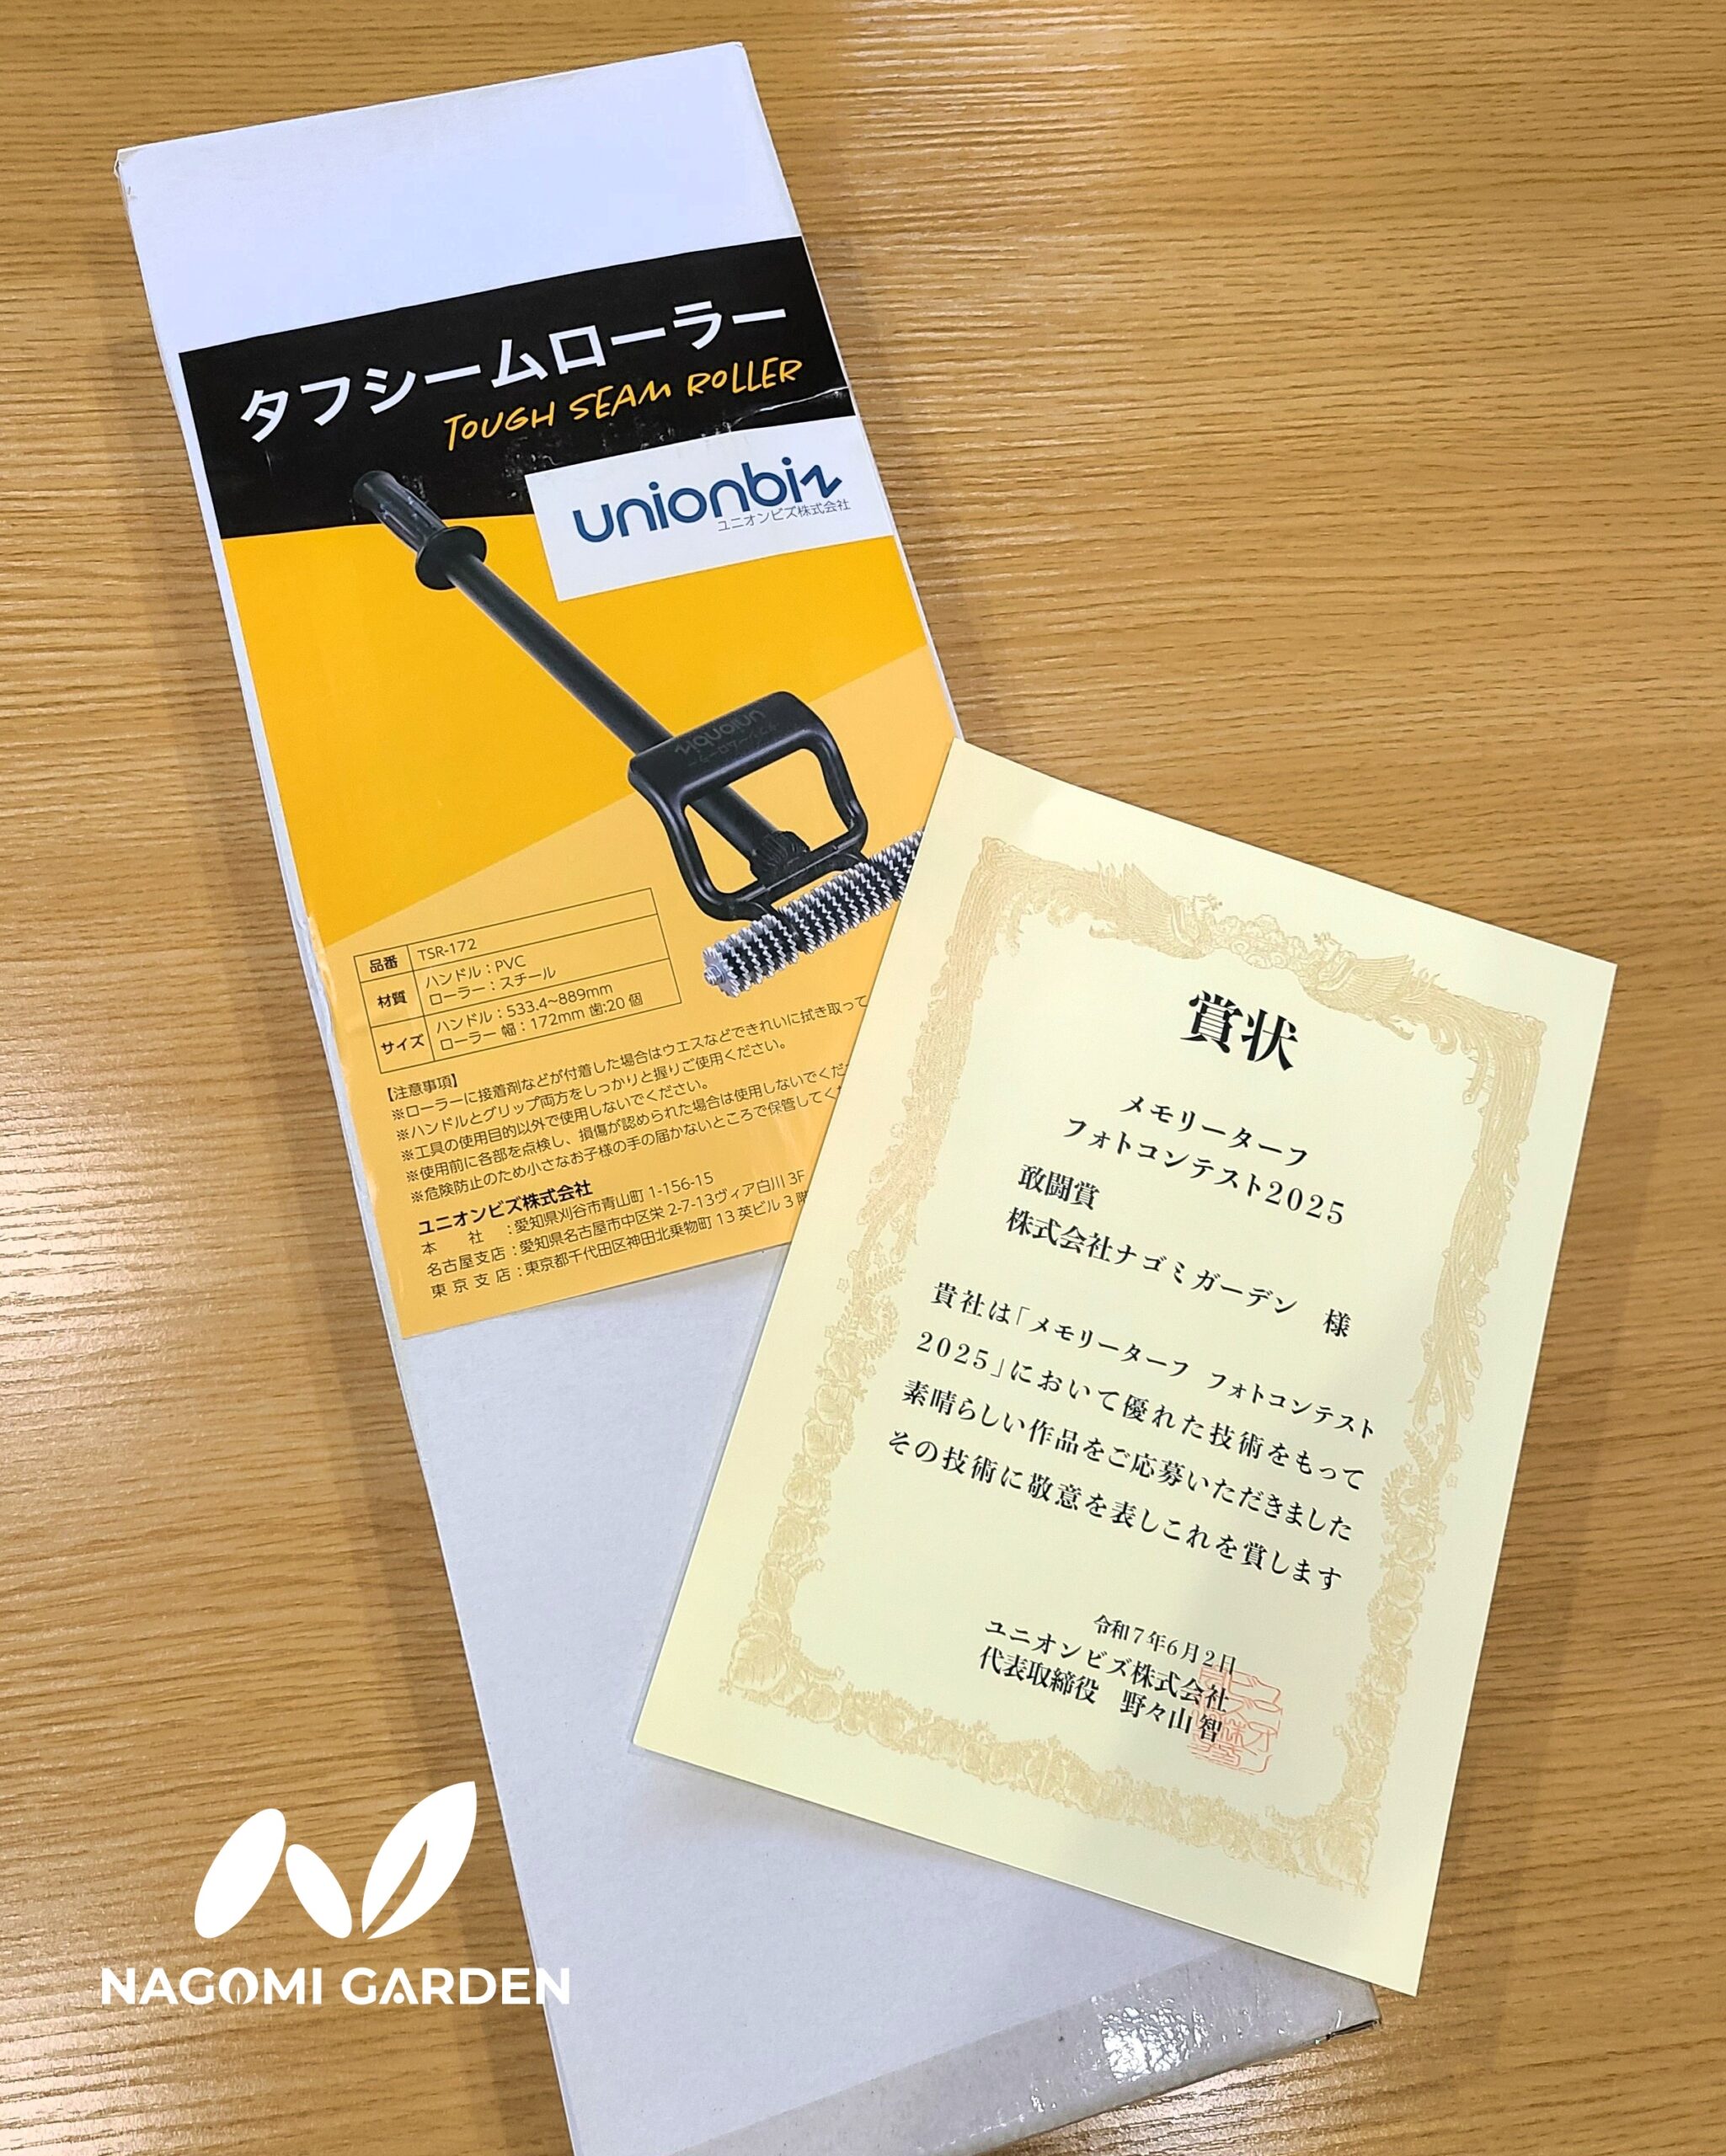 タフシームローラー
TOUGH SEAM ROLLER
unionbiz
ユニオンビズ株式会社
unionbiz
タフシームローラー
品番 TSR-172
材質 ハンドル：PVC
ローラー：スチール
サイズ ハンドル：533.4~889mm
ローラー 幅：172mm 歯:20 個
【注意事項】
※ローラーに接着剤などが付着した場合はウエスなどできれいに拭き取って
※ハンドルとグリップ両方をしっかりと握りご使用ください。
※工具の使用目的以外で使用しないでください。
※使用前に各部を点検し、損傷が認められた場合は使用しないでくだ
※危険防止のため小さなお子様の手の届かないところで保管してく
ユニオンビズ株式会社
本社：愛知県刈谷市青山町 1-156-15
名古屋支店：愛知県名古屋市中区栄 2-7-13ヴィア白川 3F
東京支店：東京都千代田区神田北乗物町 13 英ビル 3
賞状
メモリーターフ
フォトコンテスト2025
敢闘賞
株式会社ナゴミガーデン 様
貴社は「メモリーターフ フォトコンテスト
2025」において優れた技術をもって
素晴らしい作品をご応募いただきました
その技術に敬意を表しこれを賞します
令和7年6月2日
ユニオンビズ株式会社
代表取締役 野々山 智
NAGOMI GARDEN